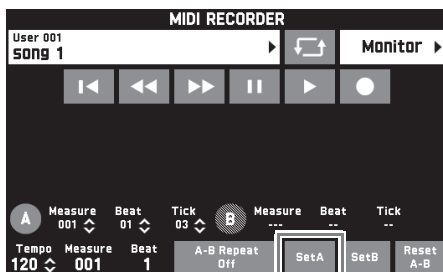 MIDI RECORDER
User 001
song 1
Monitor
A Measure Beat Tick B Measure Beat Tick
001 01 03 --- -- --
Tempo Measure Beat A-B Repeat SetA SetB Reset
120 001 1 Off A-B